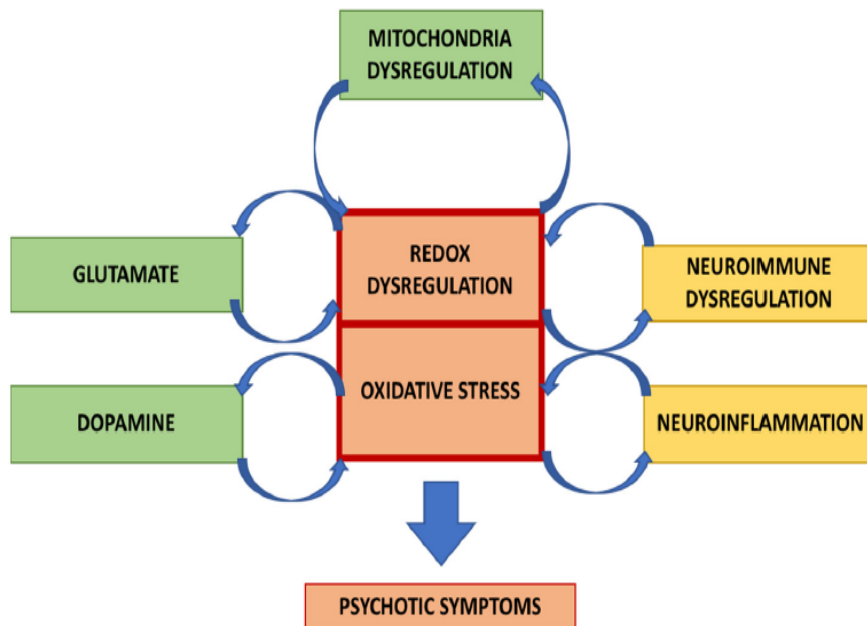 MITOCHONDRIA
DYSREGULATION
GLUTAMATE
REDOX
DYSREGULATION
NEUROIMMUNE
DYSREGULATION
DOPAMINE
OXIDATIVE STRESS
NEUROINFLAMMATION
PSYCHOTIC SYMPTOMS